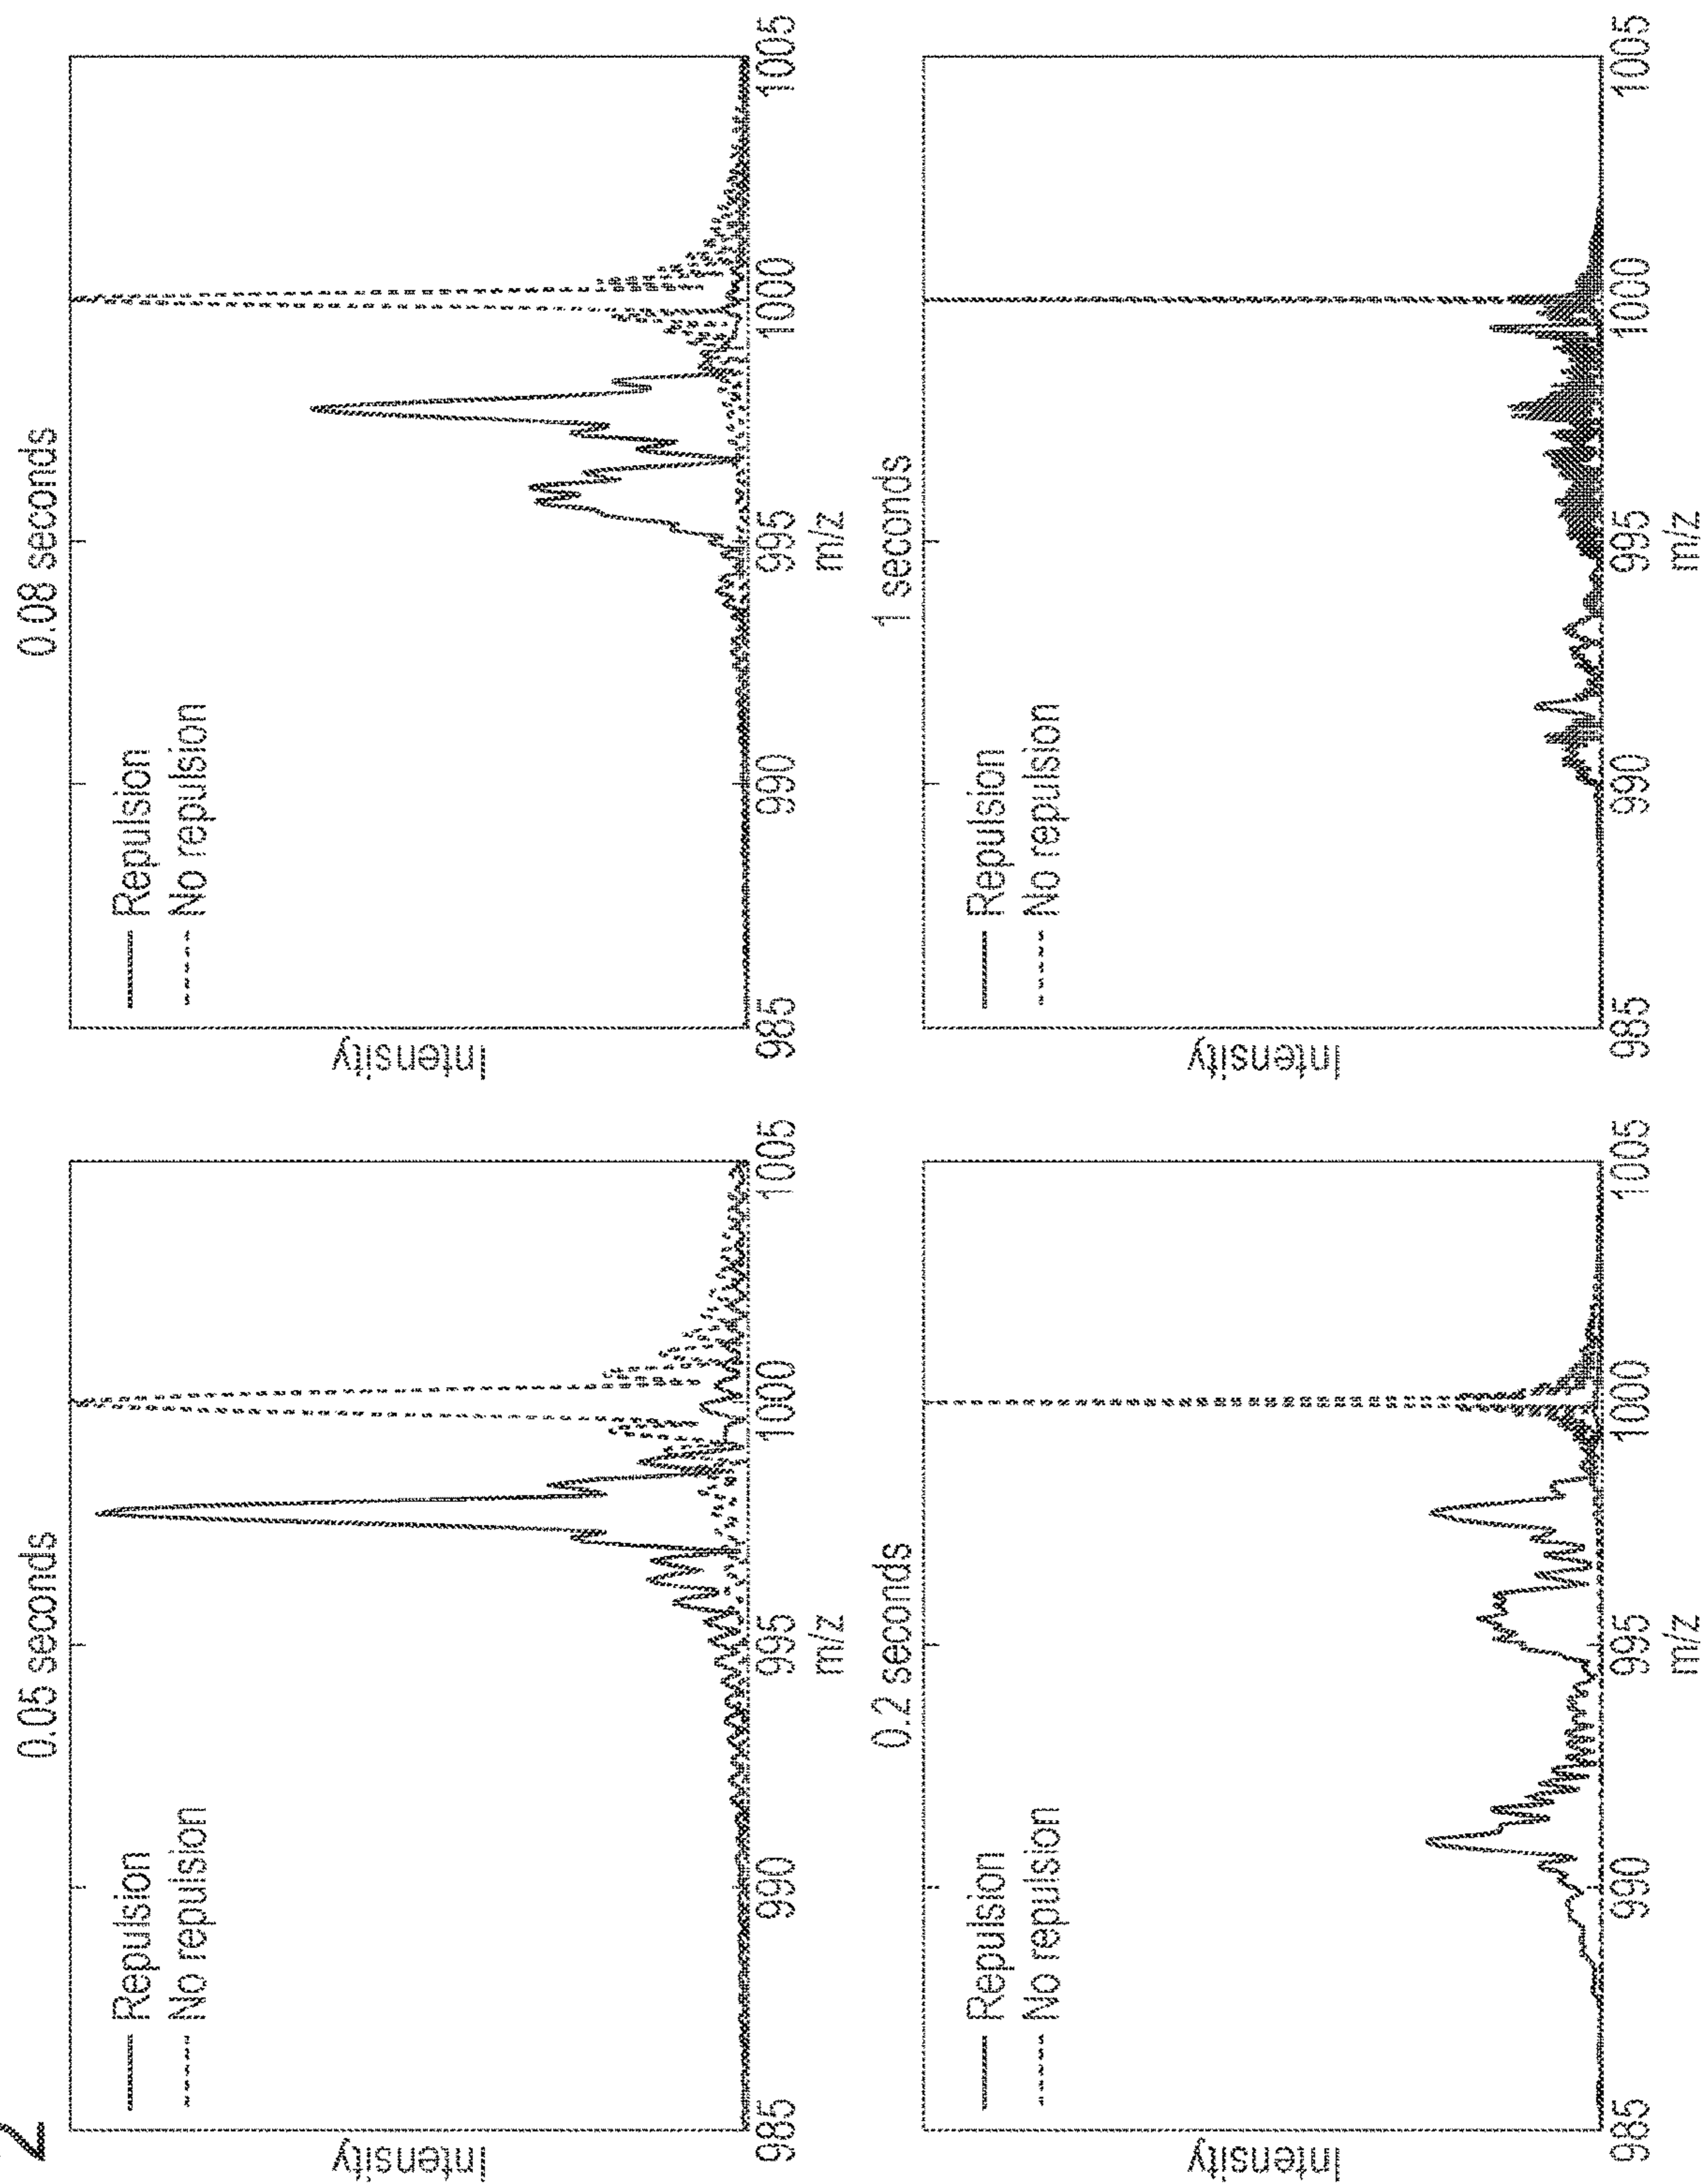 2
0.05 seconds
Intensity
Repulsion
No repulsion
985
990
995
1000
1005
m/z
0.08 seconds
Intensity
Repulsion
No repulsion
985
990
995
1000
1005
m/z
0.2 seconds
Intensity
Repulsion
No repulsion
985
990
995
1000
1005
m/z
1 seconds
Intensity
Repulsion
No repulsion
985
990
995
1000
1005
m/z